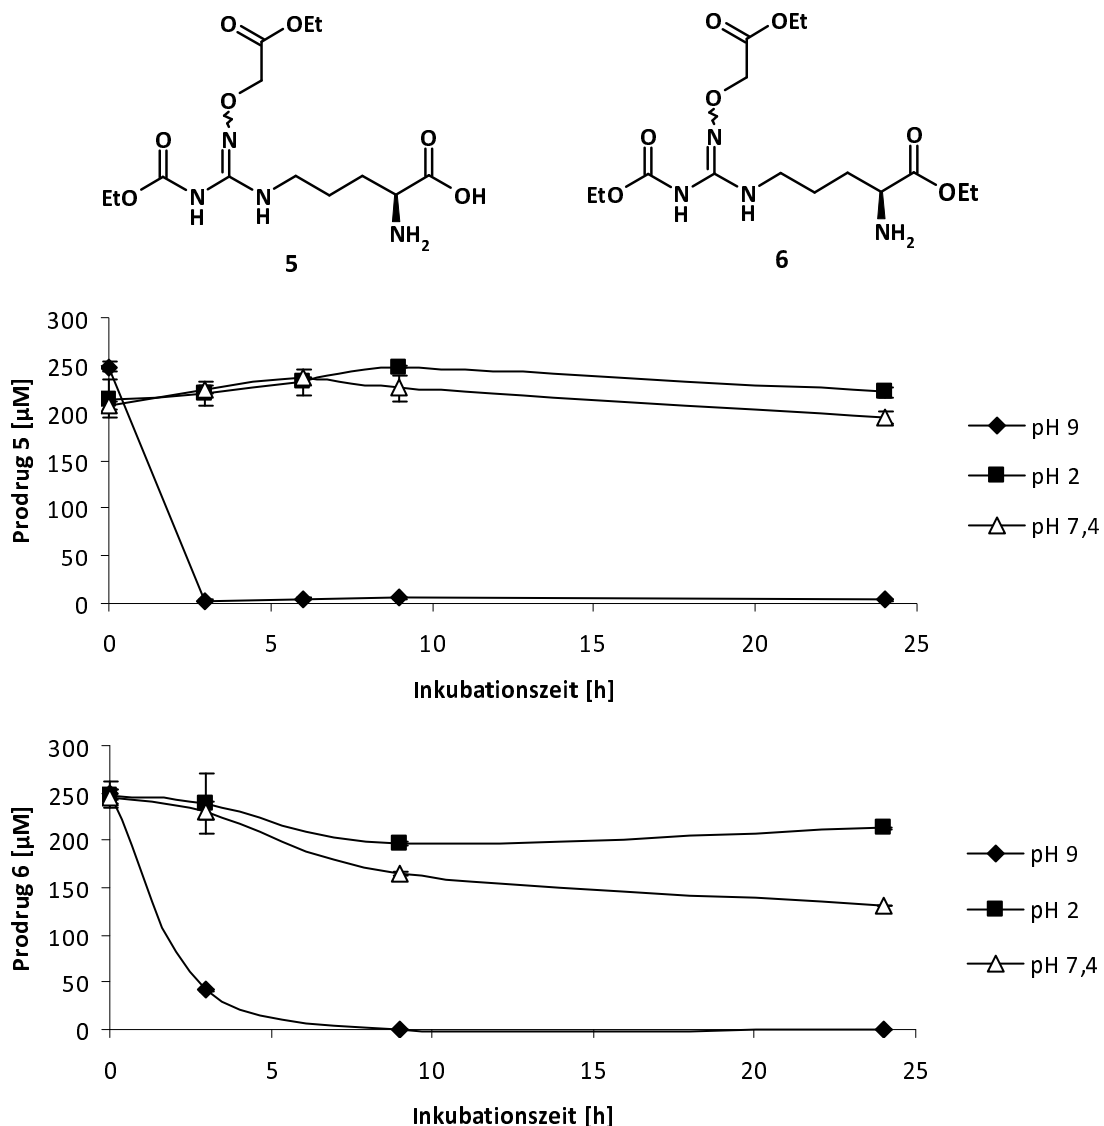 O
OEt
O
OEt
O
O
O
N
O
O
N
O
EtO
N
H
N
H
OH
NH2
EtO
N
H
N
H
OEt
NH2
5
6
300
250
200
150
100
50
0
0
5
10
15
20
25
Prodrug 5 [µM]
Inkubationszeit [h]
pH 9
pH 2
pH 7,4
300
250
200
150
100
50
0
0
5
10
15
20
25
Prodrug 6 [µM]
Inkubationszeit [h]
pH 9
pH 2
pH 7,4